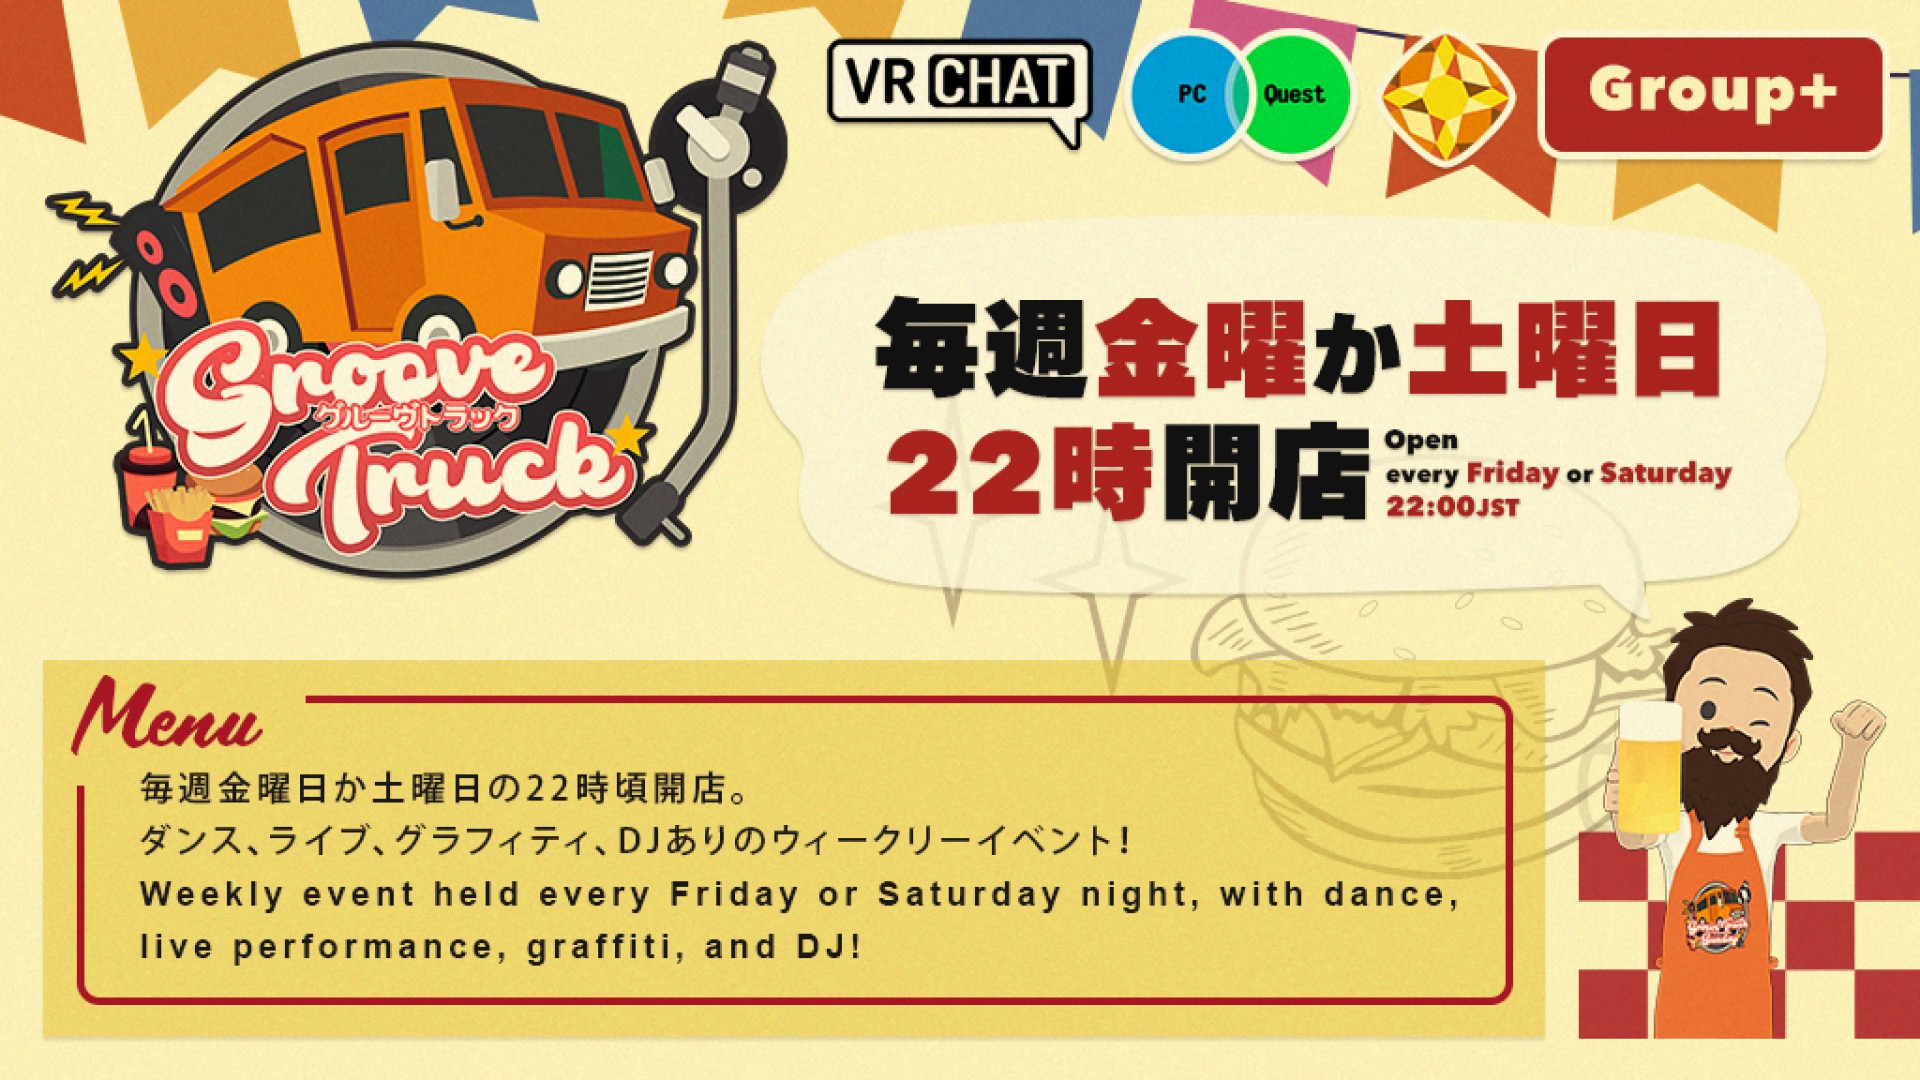 VRCHAT
PC
Quest
Group+
Groove
グルーヴトラック
Truck
毎週金曜か土曜日
22時開店
Open
every Friday or Saturday
22:00JST
Menu
毎週金曜日か土曜日の22時頃開店。
ダンス、ライブ、グラフィティ、DJありのウィークリーイベント!
Weekly event held every Friday or Saturday night, with dance,
live performance, graffiti, and DJ!